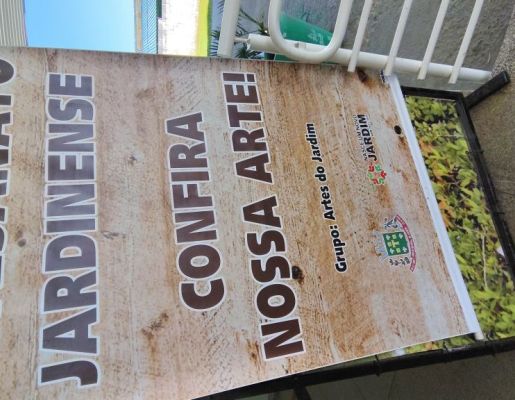 JARDINENSE
CONFIRA
NOSSA ARTE!
Grupo: Artes do Jardim
JARDIM